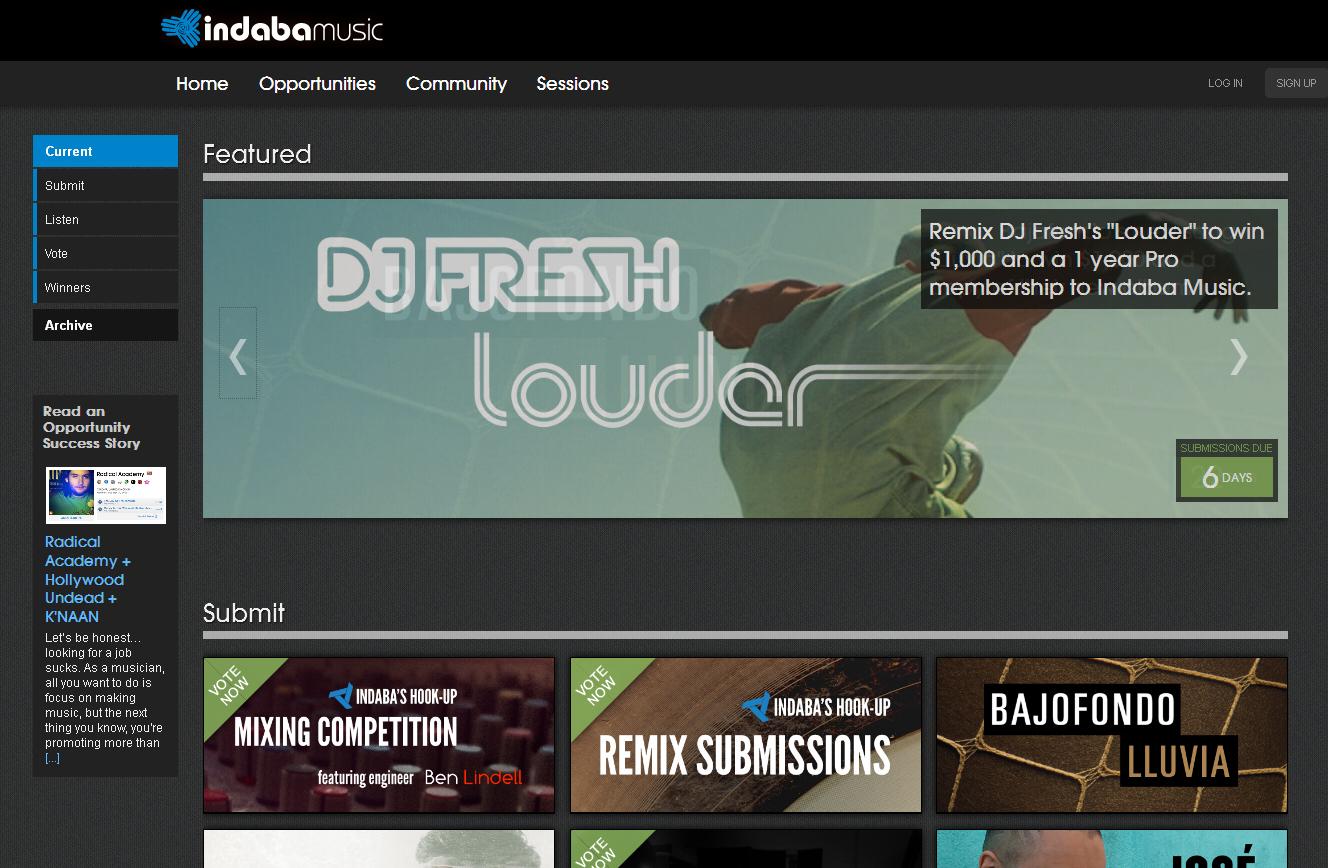 indabamusic
Home
Opportunities
Community
Sessions
LOG IN
SIGN UP
Current
Submit
Listen
Vote
Winners
Archive
Read an
Opportunity
Success Story
Radical Academy
Radical
Academy +
Hollywood
Undead +
K'NAAN
Let's be honest…
looking for a job
sucks. As a musician,
all you want to do is
focus on making
music, but the next
thing you know, you're
promoting more than
[...]
Featured
DJ FRESH
louder
BAJOFONDO
Remix DJ Fresh's "Louder" to win
$1,000 and a 1 year Pro
membership to Indaba Music.
SUBMISSIONS DUE
6 DAYS
Submit
VOTE
NOW
INDABA'S HOOK-UP
MIXING COMPETITION
featuring engineer Ben Lindell
VOTE
NOW
INDABA'S HOOK-UP
REMIX SUBMISSIONS
BAJOFONDO
LLUVIA
VOTE
NOW
JOSÉ